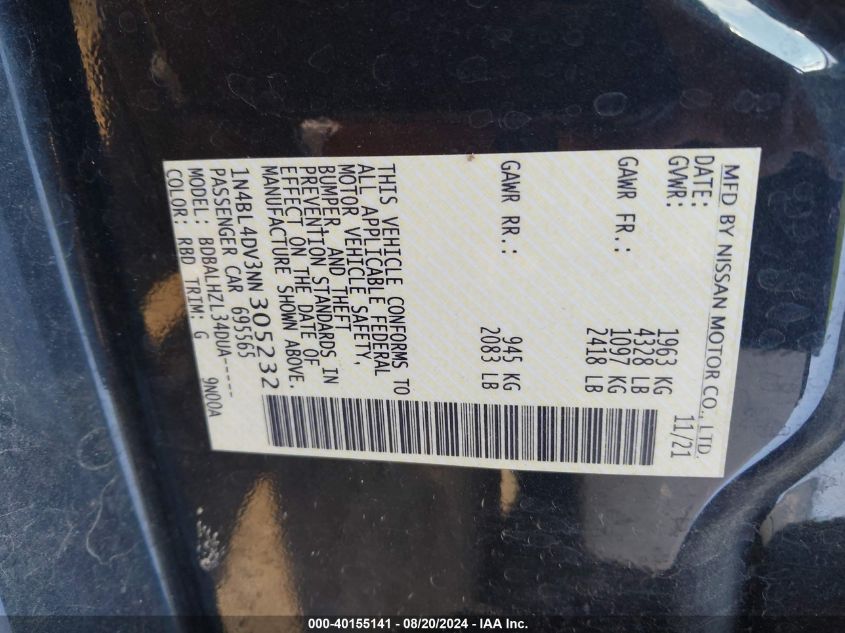 MFD BY NISSAN MOTOR CO., LTD.
DATE: 11/21
GVWR: 1963 KG
4328 LB
GAWR FR.: 1097 KG
2418 LB
GAWR RR.: 945 KG
2083 LB
THIS VEHICLE CONFORMS TO
ALL APPLICABLE FEDERAL
MOTOR VEHICLE SAFETY,
BUMPER, AND THEFT
PREVENTION STANDARDS IN
EFFECT ON THE DATE OF
MANUFACTURE SHOWN ABOVE.
1N4BL4DV3NN305232
PASSENGER CAR 695565
MODEL: BDBALHZL34DUA-----
COLOR: RBD TRIM: G 9N00A
000-40155141 - 08/20/2024 - IAA Inc.